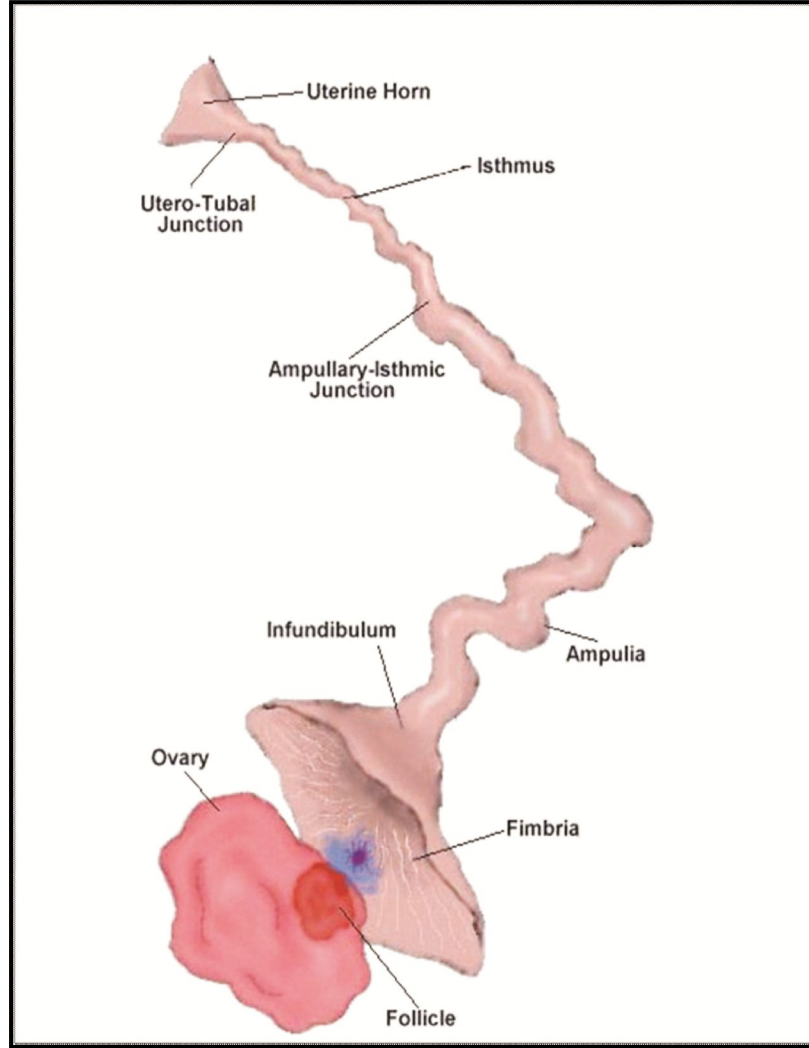 Uterine Horn
Isthmus
Utero-Tubal
Junction
Ampullary-Isthmic
Junction
Infundibulum
Ampulia
Ovary
Fimbria
Follicle